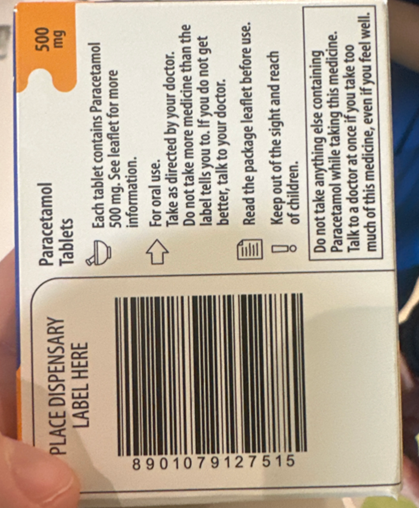 PLACE DISPENSARY
LABEL HERE
8901079127515
Paracetamol
Tablets
500
mg
Each tablet contains Paracetamol
500 mg. See leaflet for more
information.
For oral use.
Take as directed by your doctor.
Do not take more medicine than the
label tells you to. If you do not get
better, talk to your doctor.
Read the package leaflet before use.
Keep out of the sight and reach
of children.
Do not take anything else containing
Paracetamol while taking this medicine.
Talk to a doctor at once if you take too
much of this medicine, even if you feel well.